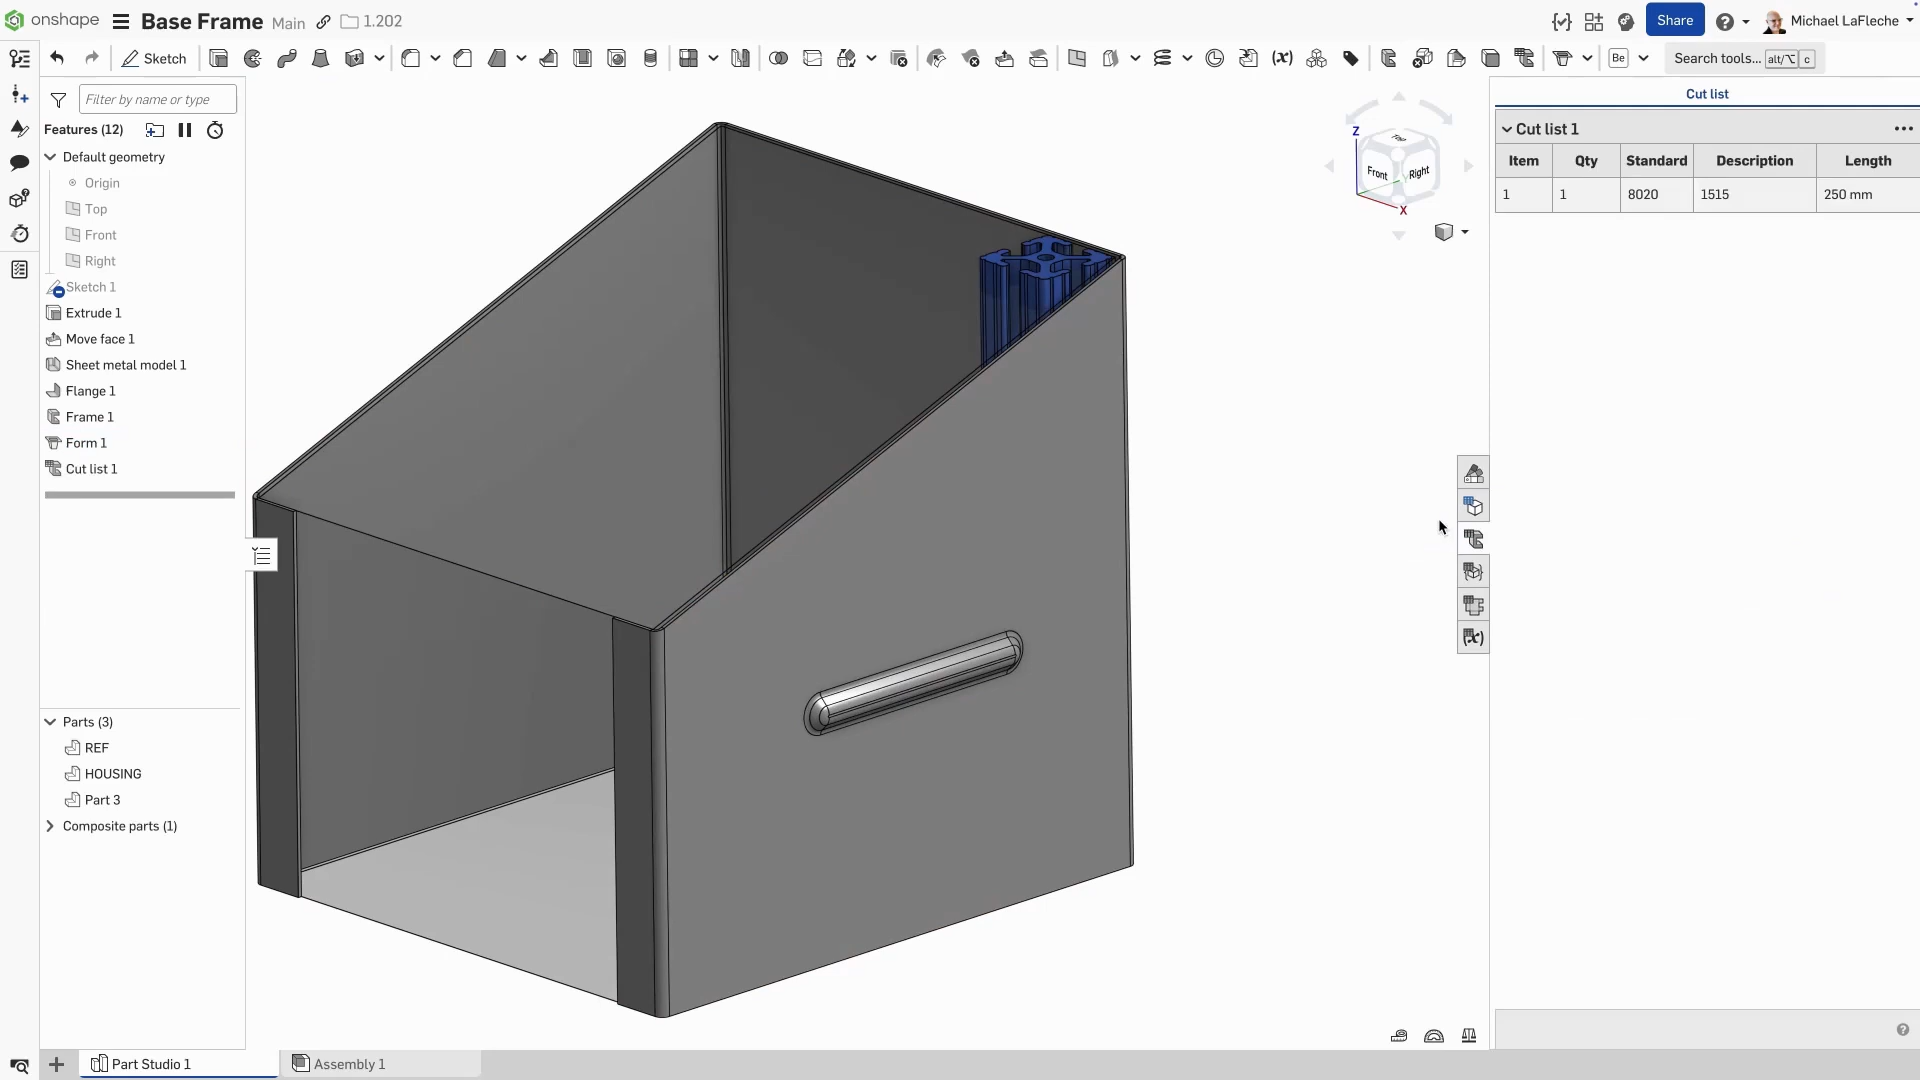 onshape Base Frame Main 1.202 Share Michael LaFleche
Sketch (x) Be Search tools... alt/⌥ c
Filter by name or type
Features (12)
Default geometry
Origin
Top
Front
Right
Sketch 1
Extrude 1
Move face 1
Sheet metal model 1
Flange 1
Frame 1
Form 1
Cut list 1
Parts (3)
REF
HOUSING
Part 3
Composite parts (1)
Z
Top
Front
Right
X
Cut list
Cut list 1
Item Qty Standard Description Length
1 1 8020 1515 250 mm
(x)
Part Studio 1 Assembly 1